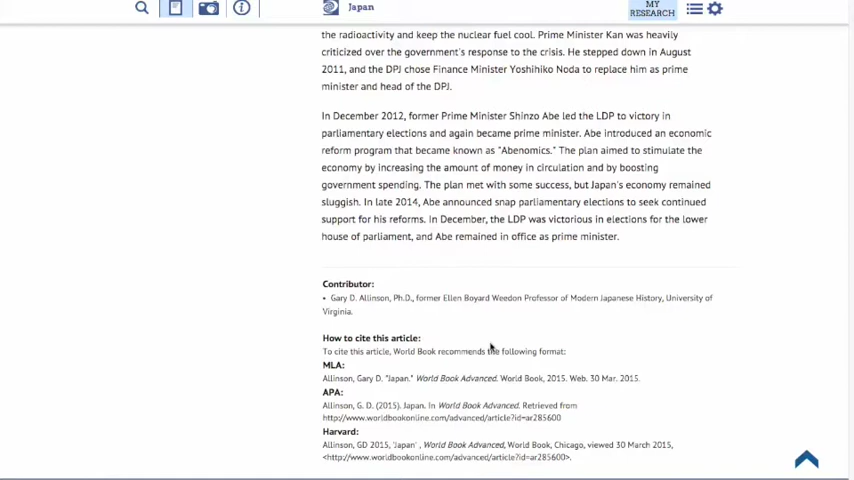 Japan
MY
RESEARCH
the radioactivity and keep the nuclear fuel cool. Prime Minister Kan was heavily
criticized over the government's response to the crisis. He stepped down in August
2011, and the DPJ chose Finance Minister Yoshihiko Noda to replace him as prime
minister and head of the DPJ.
In December 2012, former Prime Minister Shinzo Abe led the LDP to victory in
parliamentary elections and again became prime minister. Abe introduced an economic
reform program that became known as "Abenomics." The plan aimed to stimulate the
economy by increasing the amount of money in circulation and by boosting
government spending. The plan met with some success, but Japan's economy remained
sluggish. In late 2014, Abe announced snap parliamentary elections to seek continued
support for his reforms. In December, the LDP was victorious in elections for the lower
house of parliament, and Abe remained in office as prime minister.
Contributor:
• Gary D. Allinson, Ph.D., former Ellen Boyard Weedon Professor of Modern Japanese History, University of
Virginia.
How to cite this article:
To cite this article, World Book recommends the following format:
MLA:
Allinson, Gary D. "Japan." World Book Advanced. World Book, 2015. Web. 30 Mar. 2015.
APA:
Allinson, G. D. (2015). Japan. In World Book Advanced. Retrieved from
http://www.worldbookonline.com/advanced/article?id=ar285600
Harvard:
Allinson, GD 2015, 'Japan' , World Book Advanced, World Book, Chicago, viewed 30 March 2015,
<http://www.worldbookonline.com/advanced/article?id=ar285600>.